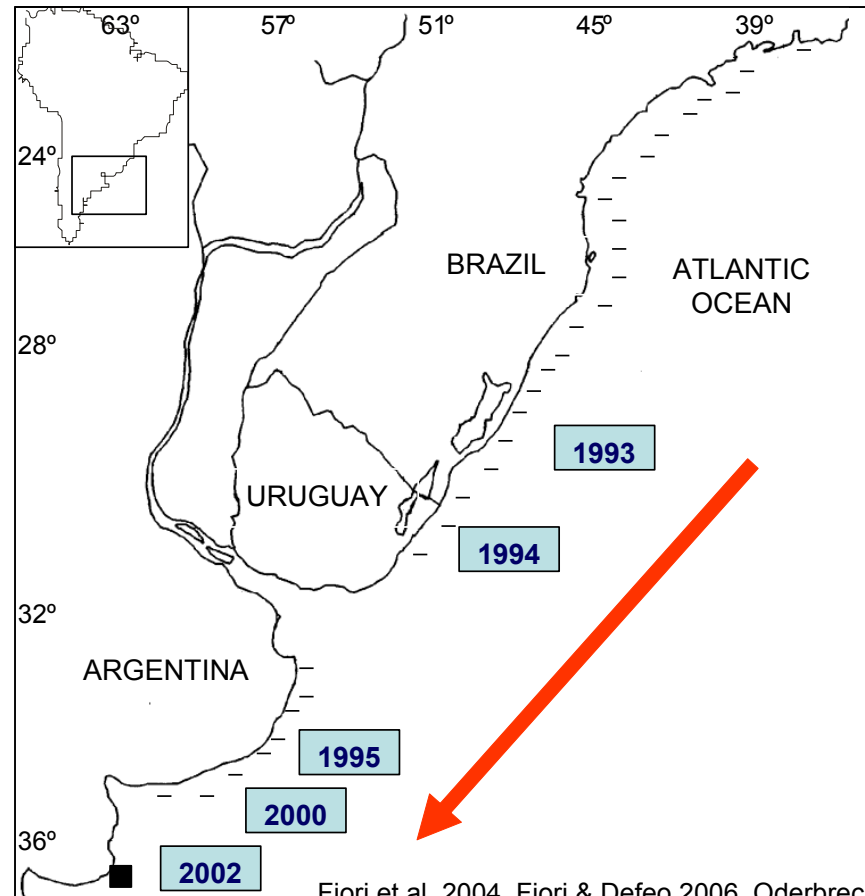 63º 57º 51º 45º 39º
24º
BRAZIL
ATLANTIC
OCEAN
28º
1993
URUGUAY
1994
32º
ARGENTINA
1995
2000
36º
2002
Fiori et al. 2004, Fiori & Defeo 2006, Oderbrec